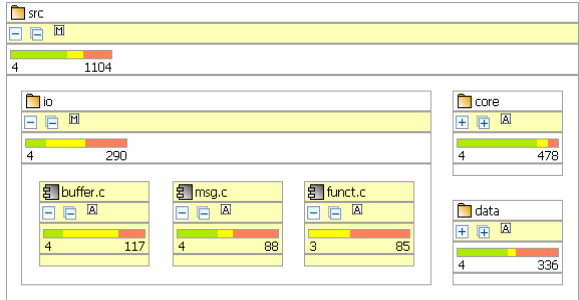 src
M
4 1104
io
M
4 290
buffer.c
A
4 117
msg.c
A
4 88
funct.c
A
3 85
core
A
4 478
data
A
4 336